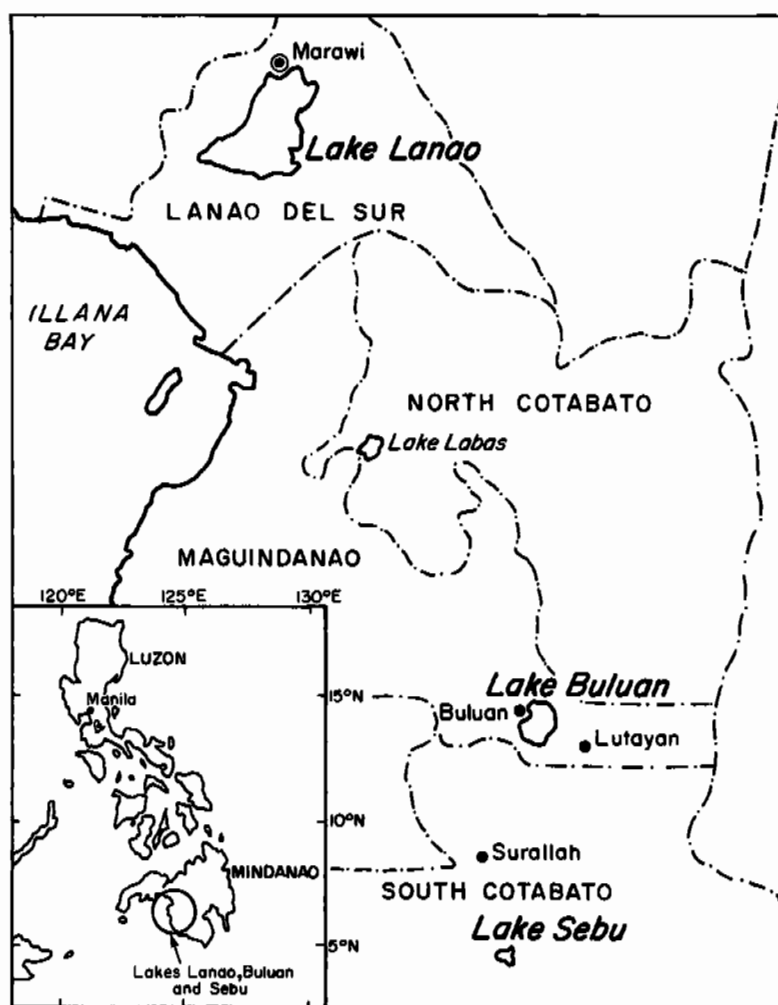 Marawi
Lake Lanao
LANAO DEL SUR
ILLANA
BAY
NORTH COTABATO
Lake Labas
MAGUINDANAO
120°E 125°E 130°E
LUZON
Manila
15°N
10°N
MINDANAO
5°N
Lakes Lanao, Buluan
and Sebu
Lake Buluan
Buluan
Lutayan
Surallah
SOUTH COTABATO
Lake Sebu